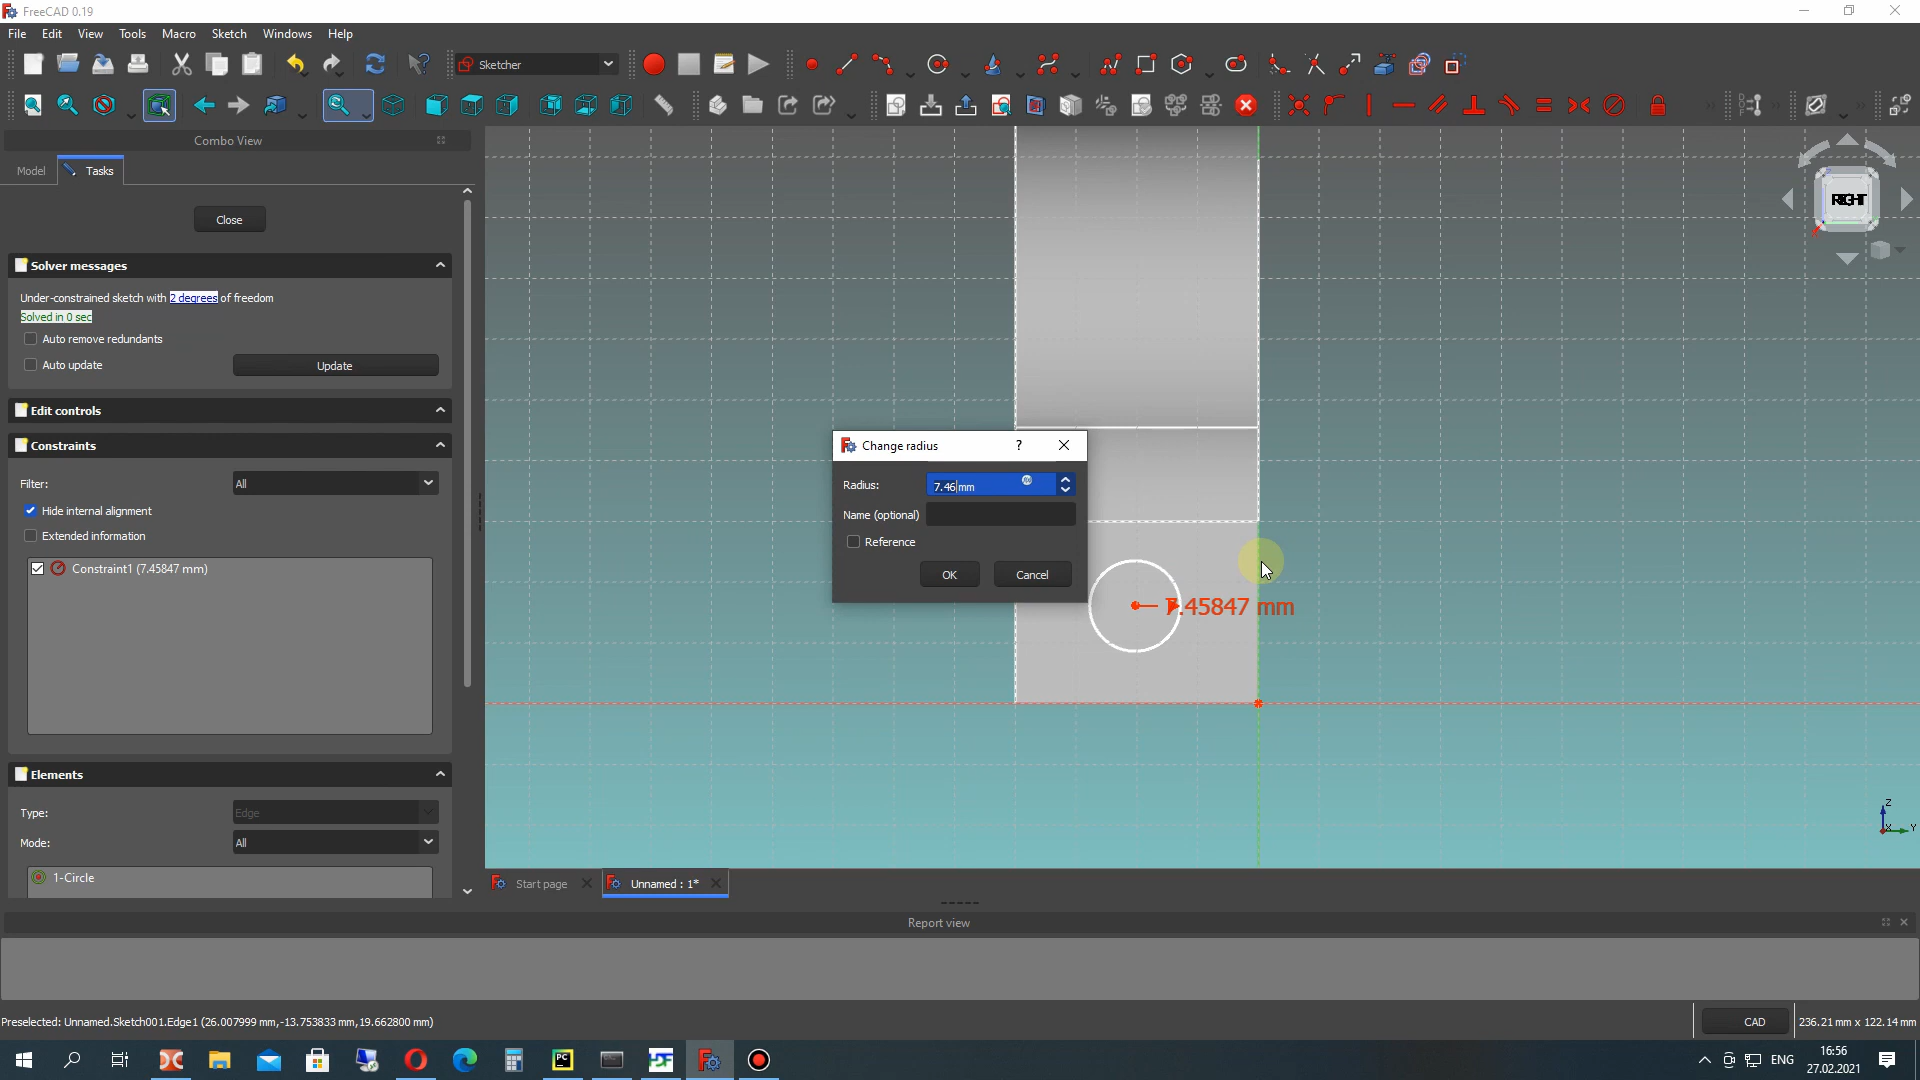 FreeCAD 0.19
File Edit View Tools Macro Sketch Windows Help
Sketcher
Combo View
Model Tasks
Close
Solver messages
Under-constrained sketch with 2 degrees of freedom
Solved in 0 sec
Auto remove redundants
Auto update Update
Edit controls
Constraints
Filter: All
Hide internal alignment
Extended information
Constraint1 (7.45847 mm)
Elements
Type: Edge
Mode: All
1-Circle
RIGHT
Change radius ?
Radius: 7.46 mm
Name (optional)
Reference
OK Cancel
7.45847 mm
Z
X
Y
Start page Unnamed : 1*
Report view
Preselected: Unnamed.Sketch001.Edge1 (26.007999 mm,-13.753833 mm,19.662800 mm)
CAD 236.21 mm x 122.14 mm
PC
ENG
16:56
27.02.2021